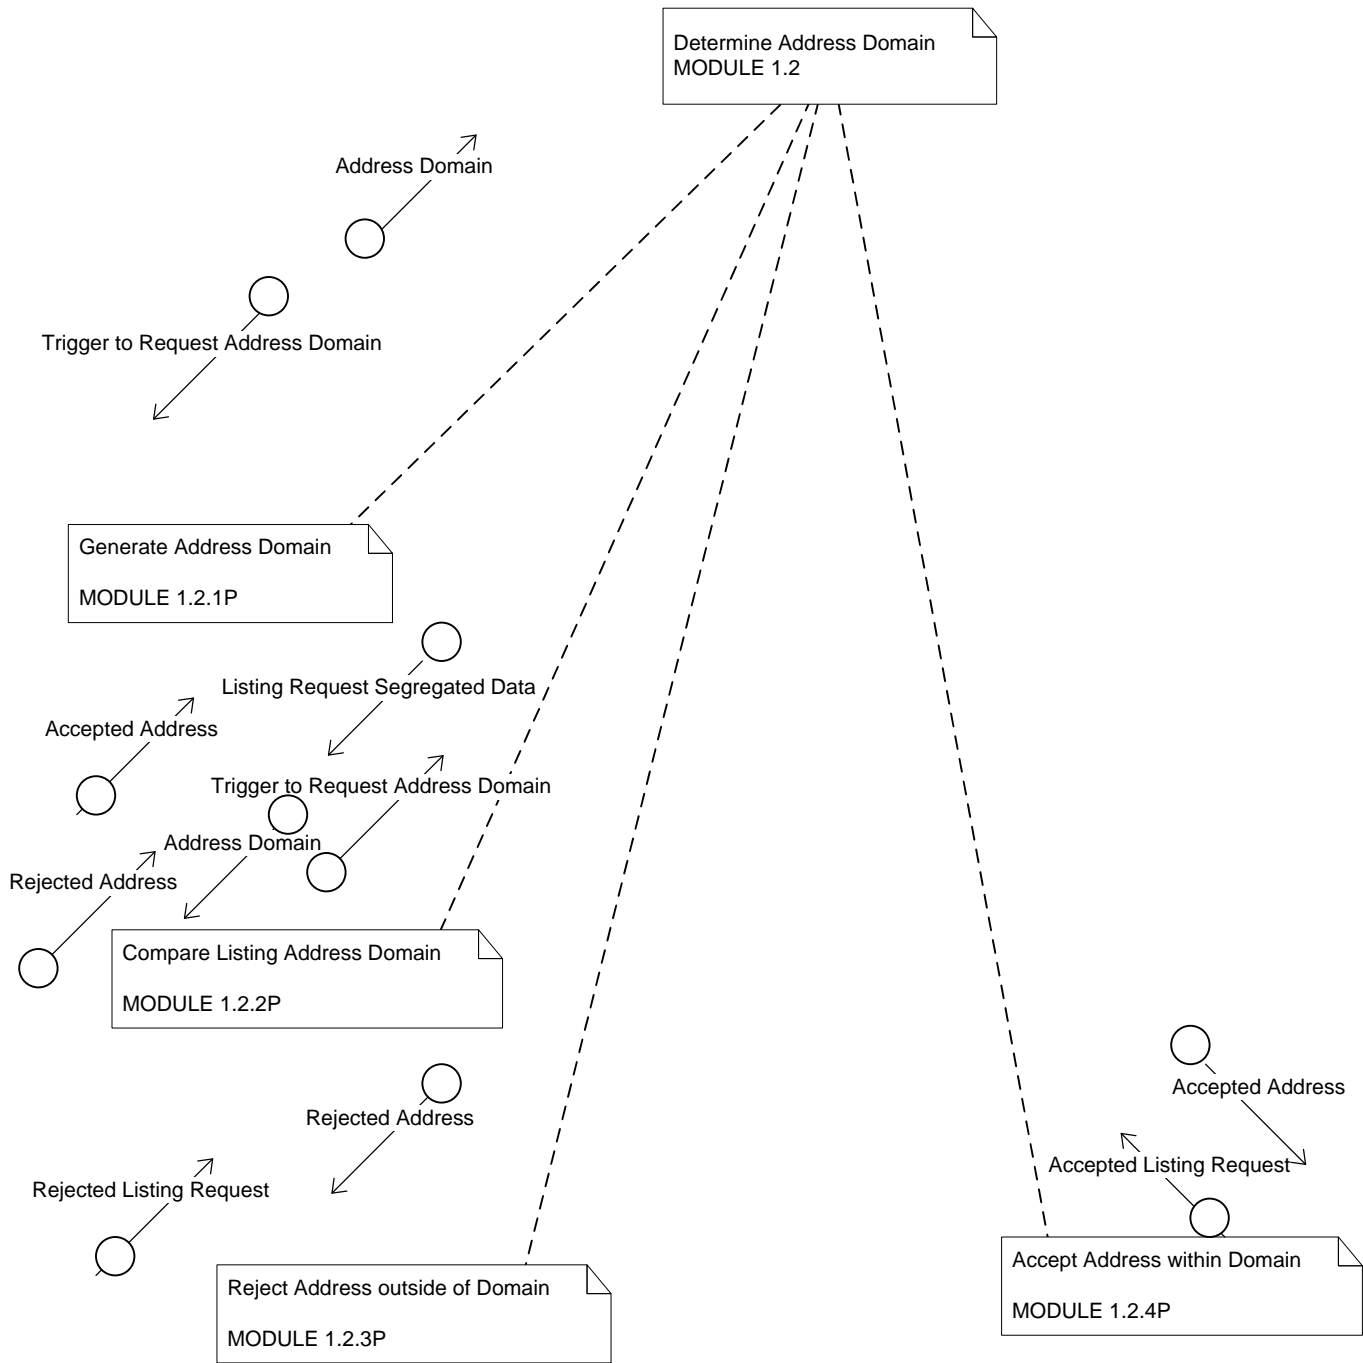 Determine Address Domain
MODULE 1.2
Address Domain
Trigger to Request Address Domain
Generate Address Domain
MODULE 1.2.1P
Listing Request Segregated Data
Accepted Address
Trigger to Request Address Domain
Address Domain
Rejected Address
Compare Listing Address Domain
MODULE 1.2.2P
Accepted Address
Rejected Address
Accepted Listing Request
Rejected Listing Request
Accept Address within Domain
MODULE 1.2.4P
Reject Address outside of Domain
MODULE 1.2.3P